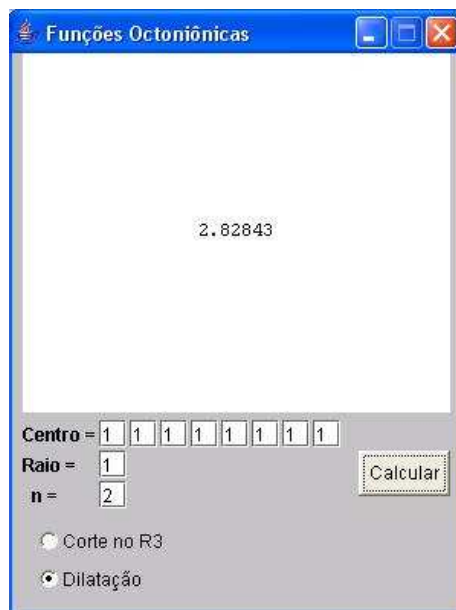 Funções Octoniônicas
2.82843
Centro = 1 1 1 1 1 1 1 1
Raio = 1
Calcular
n = 2
Corte no R3
Dilatação